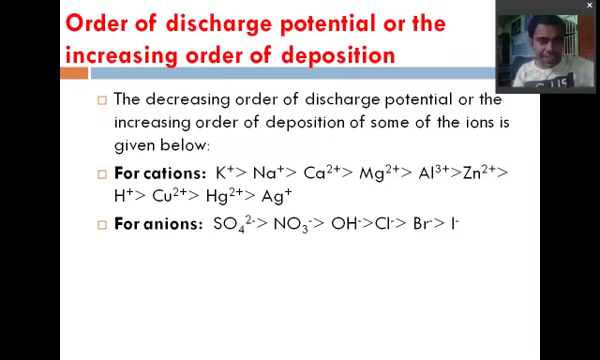 Order of discharge potential or the
increasing order of deposition
The decreasing order of discharge potential or the
increasing order of deposition of some of the ions is
given below:
For cations: K⁺> Na⁺> Ca²⁺> Mg²⁺> Al³⁺>Zn²⁺>
H⁺> Cu²⁺> Hg²⁺> Ag⁺
For anions: SO₄²⁻> NO₃⁻> OH⁻>Cl⁻> Br⁻> I⁻